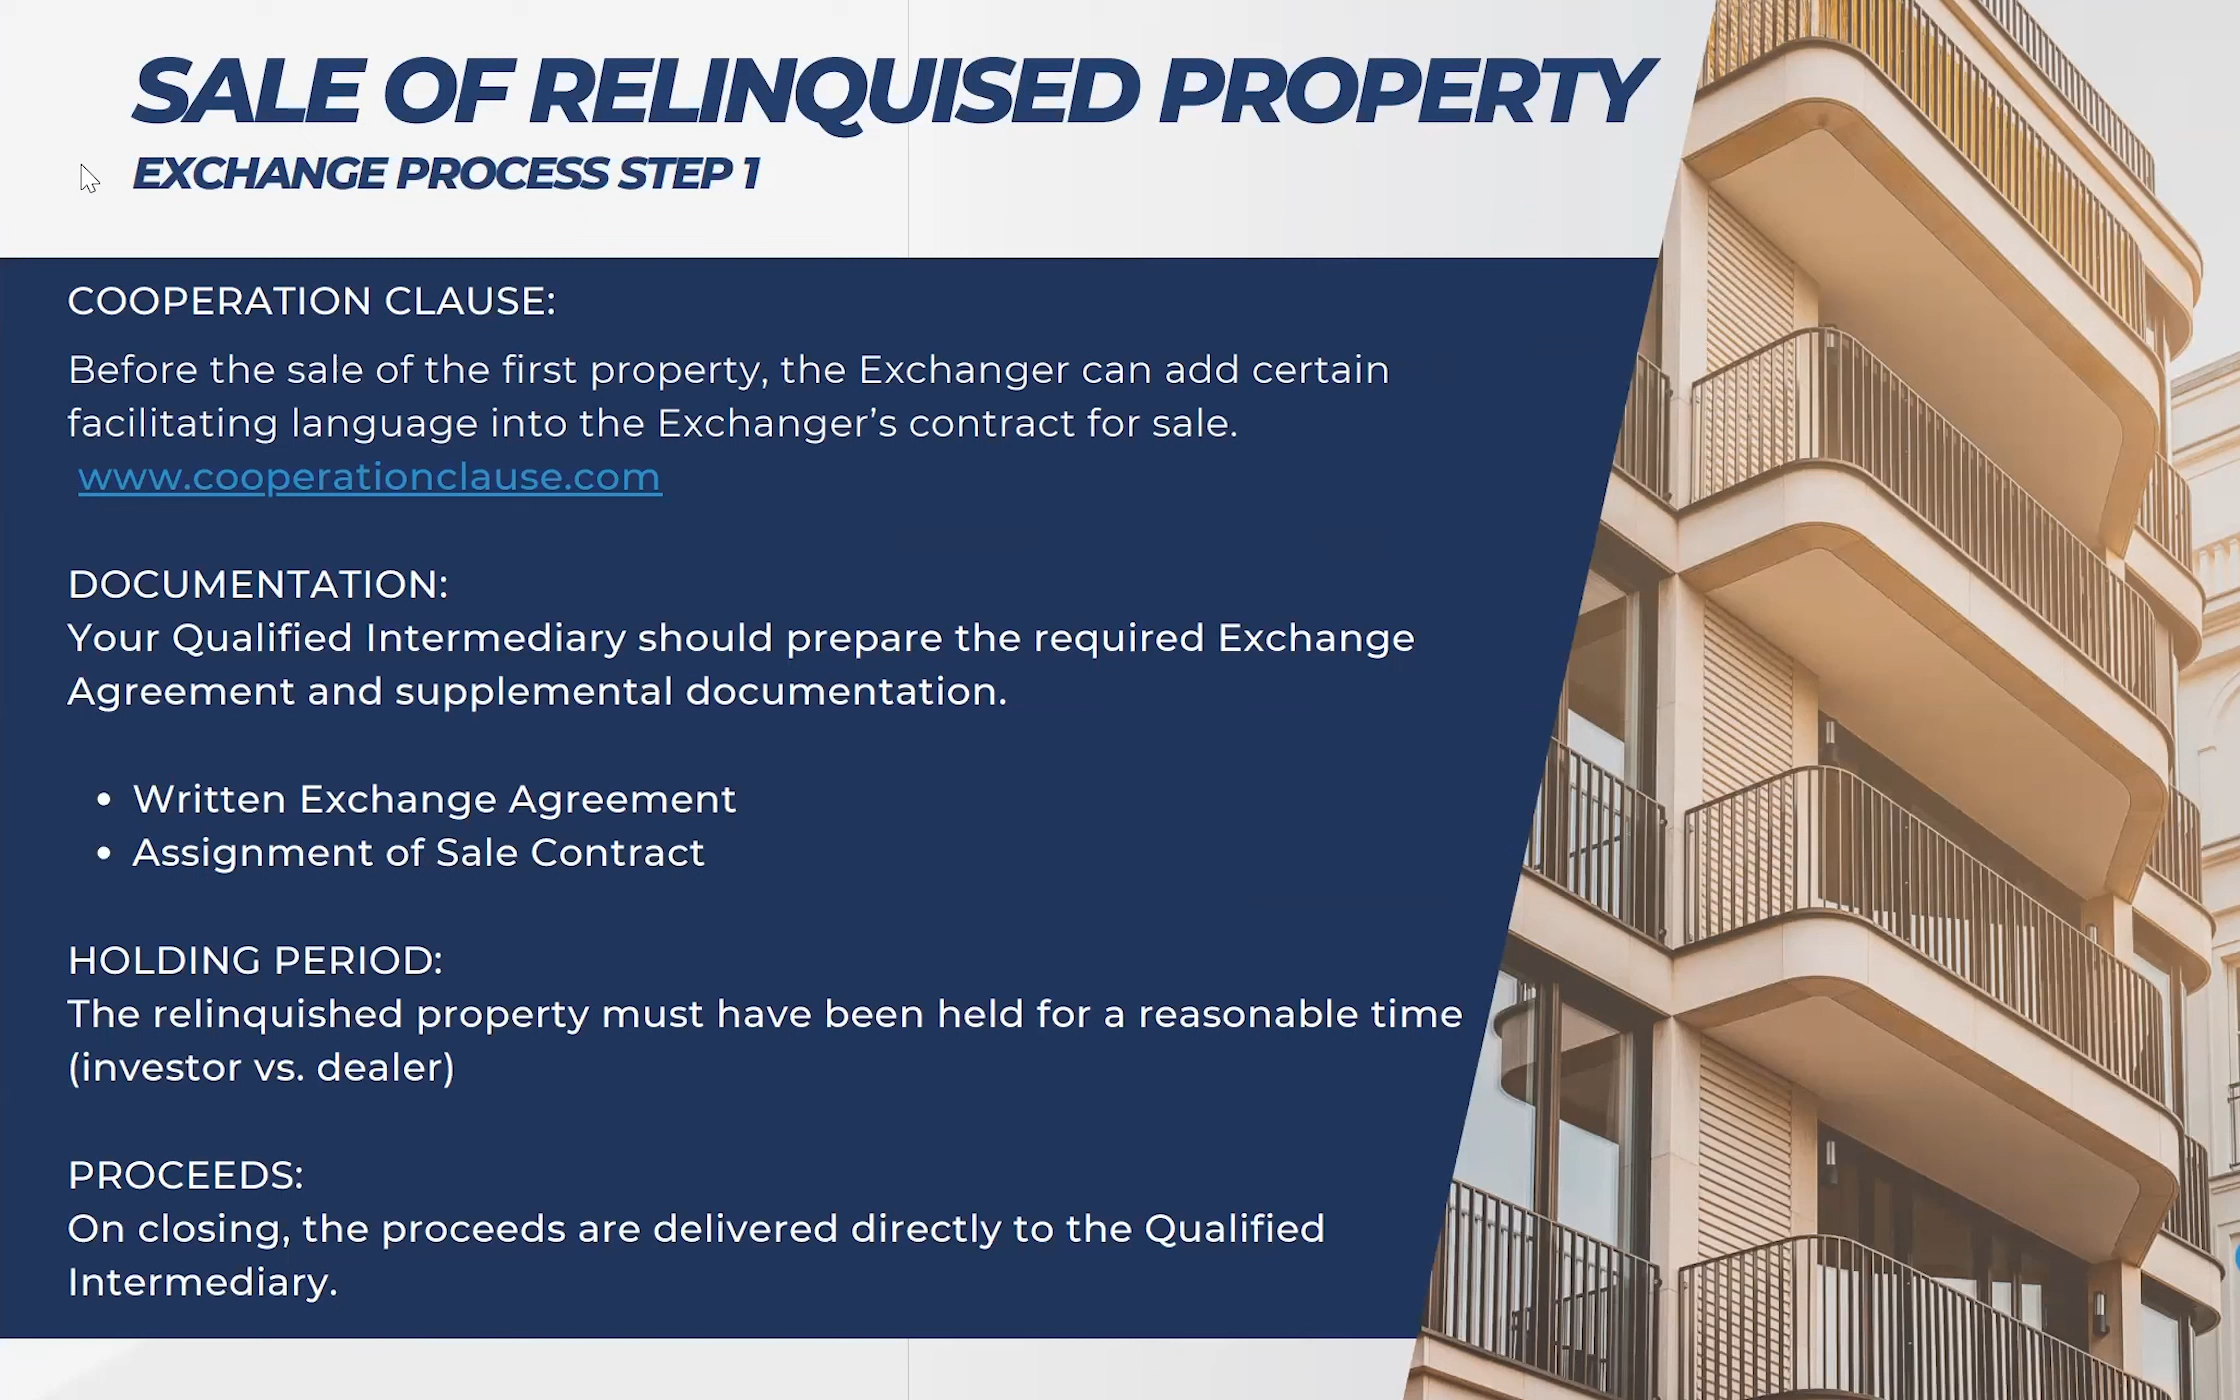 SALE OF RELINQUISED PROPERTY
EXCHANGE PROCESS STEP 1
COOPERATION CLAUSE:
Before the sale of the first property, the Exchanger can add certain
facilitating language into the Exchanger’s contract for sale.
www.cooperationclause.com
DOCUMENTATION:
Your Qualified Intermediary should prepare the required Exchange
Agreement and supplemental documentation.
• Written Exchange Agreement
• Assignment of Sale Contract
HOLDING PERIOD:
The relinquished property must have been held for a reasonable time
(investor vs. dealer)
PROCEEDS:
On closing, the proceeds are delivered directly to the Qualified
Intermediary.